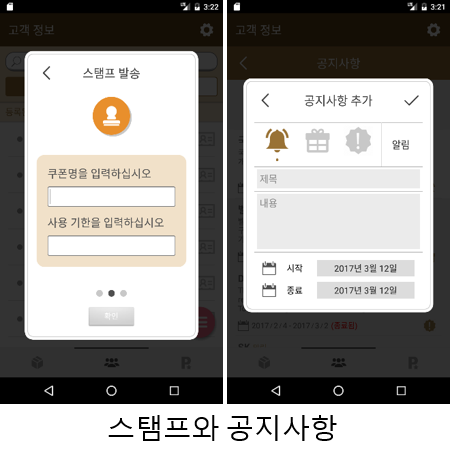 3:22
고객 정보
스탬프 발송
쿠폰명을 입력하십시오
사용 기한을 입력하십시오
확인
3:21
고객 정보
공지사항
공지사항 추가
알림
제목
내용
시작 2017년 3월 12일
종료 2017년 3월 12일
2017/2/4-2017/3/2 (종료됨)
스탬프와 공지사항